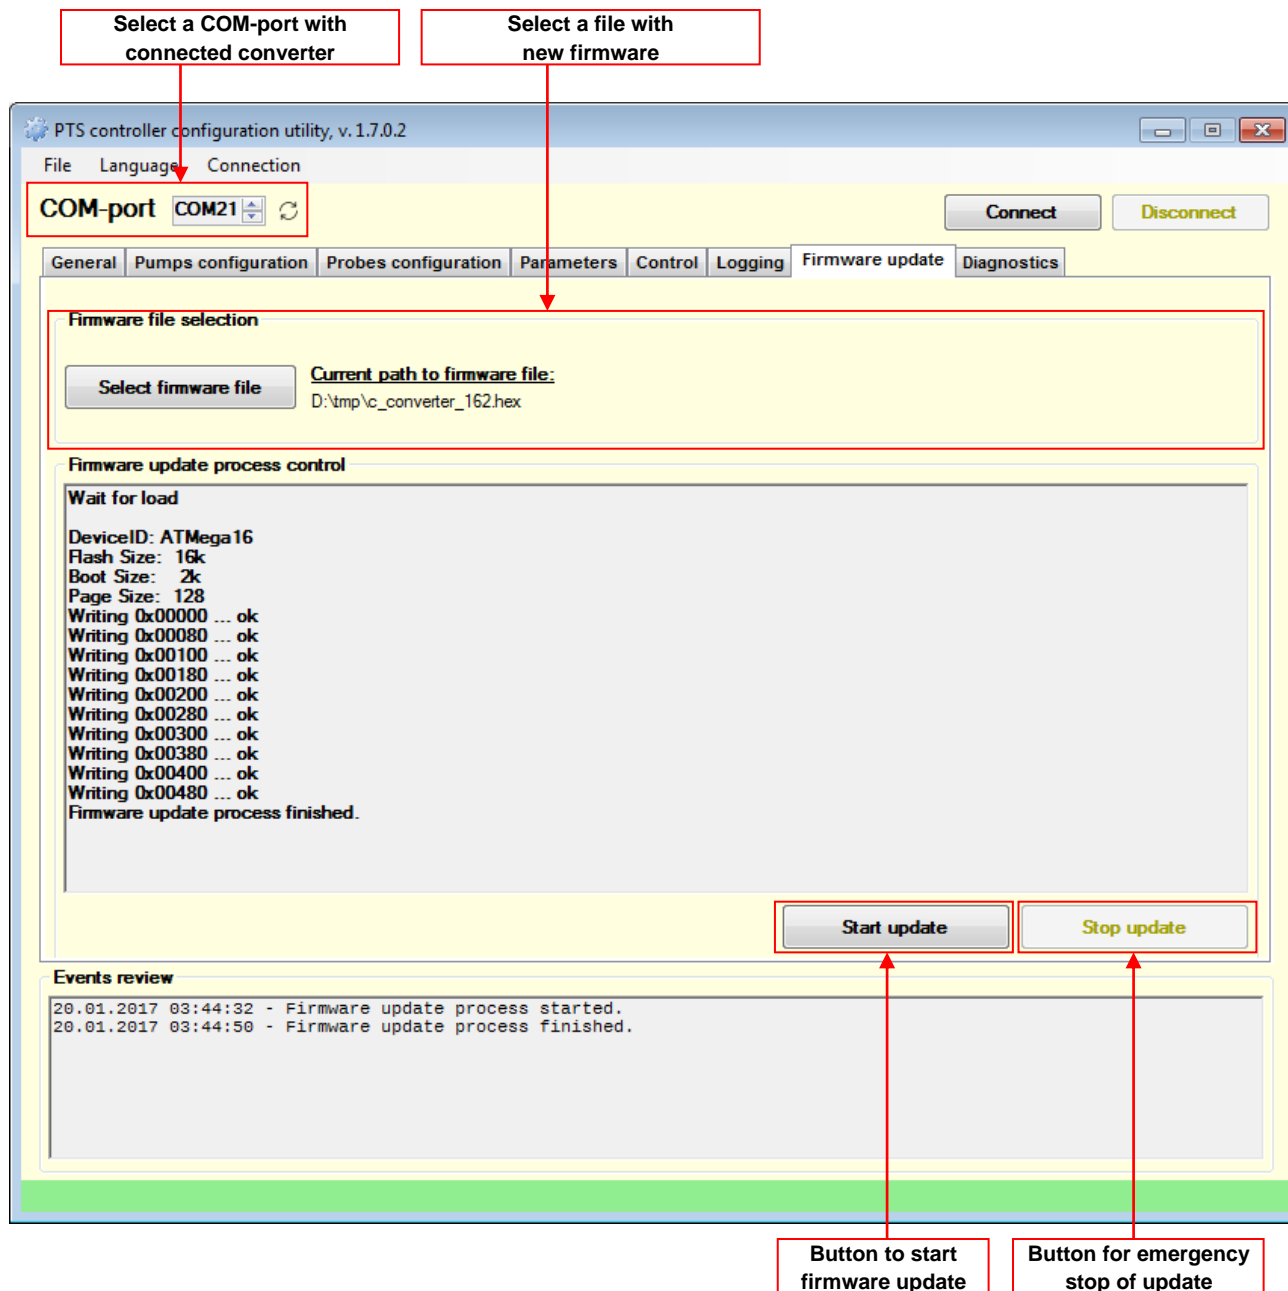 Select a COM-port with
connected converter
Select a file with
new firmware
PTS controller configuration utility, v. 1.7.0.2
File Language Connection
COM-port COM21 Connect Disconnect
General Pumps configuration Probes configuration Parameters Control Logging Firmware update Diagnostics
Firmware file selection
Select firmware file
Current path to firmware file:
D:\tmp\c_converter_162.hex
Firmware update process control
Wait for load
DeviceID: ATMega16
Flash Size: 16k
Boot Size: 2k
Page Size: 128
Writing 0x00000 ... ok
Writing 0x00080 ... ok
Writing 0x00100 ... ok
Writing 0x00180 ... ok
Writing 0x00200 ... ok
Writing 0x00280 ... ok
Writing 0x00300 ... ok
Writing 0x00380 ... ok
Writing 0x00400 ... ok
Writing 0x00480 ... ok
Firmware update process finished.
Start update Stop update
Events review
20.01.2017 03:44:32 - Firmware update process started.
20.01.2017 03:44:50 - Firmware update process finished.
Button to start
firmware update
Button for emergency
stop of update